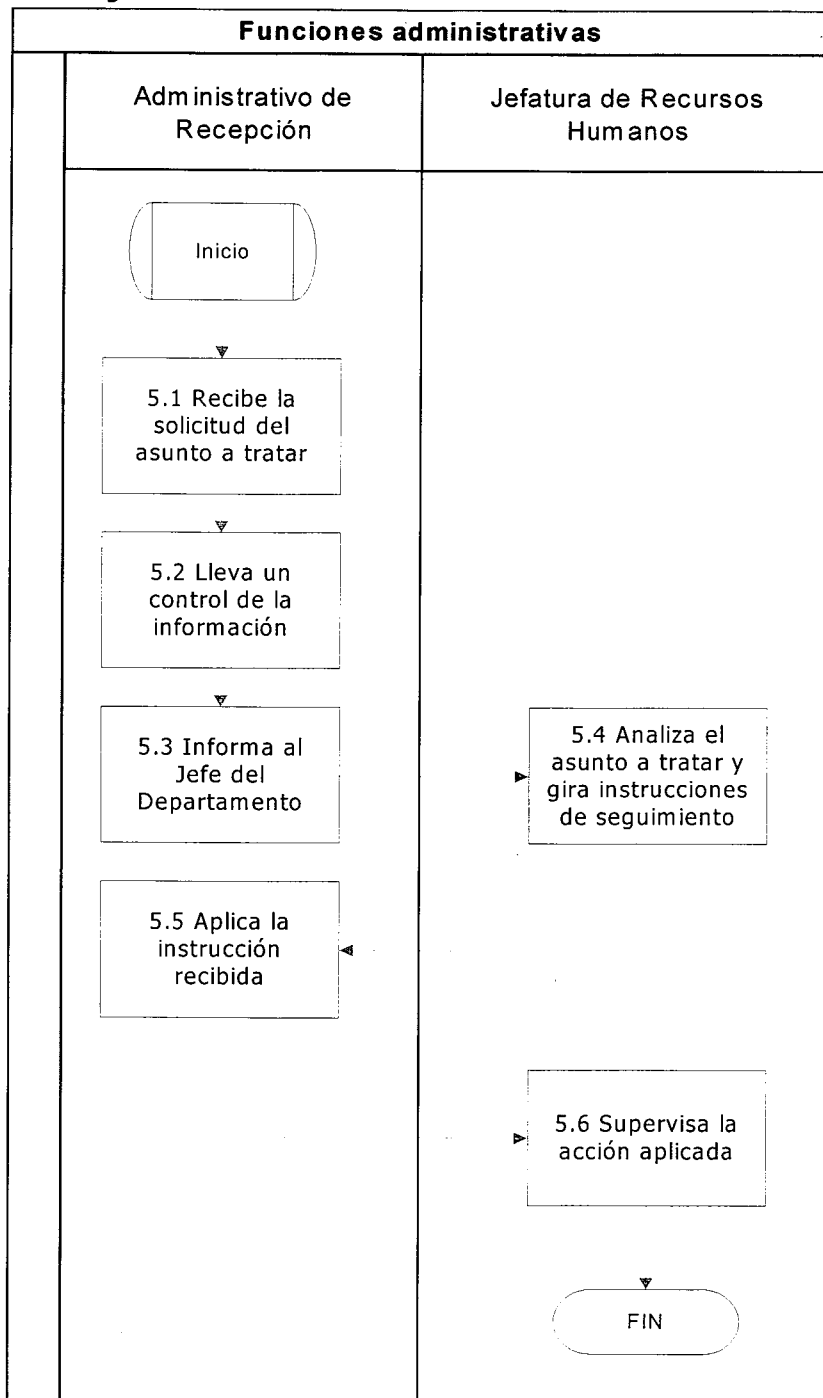 Funciones administrativas
Administrativo de
Recepción
Jefatura de Recursos
Humanos
Inicio
5.1 Recibe la
solicitud del
asunto a tratar
5.2 Lleva un
control de la
información
5.3 Informa al
Jefe del
Departamento
5.4 Analiza el
asunto a tratar y
gira instrucciones
de seguimiento
5.5 Aplica la
instrucción
recibida
5.6 Supervisa la
acción aplicada
FIN